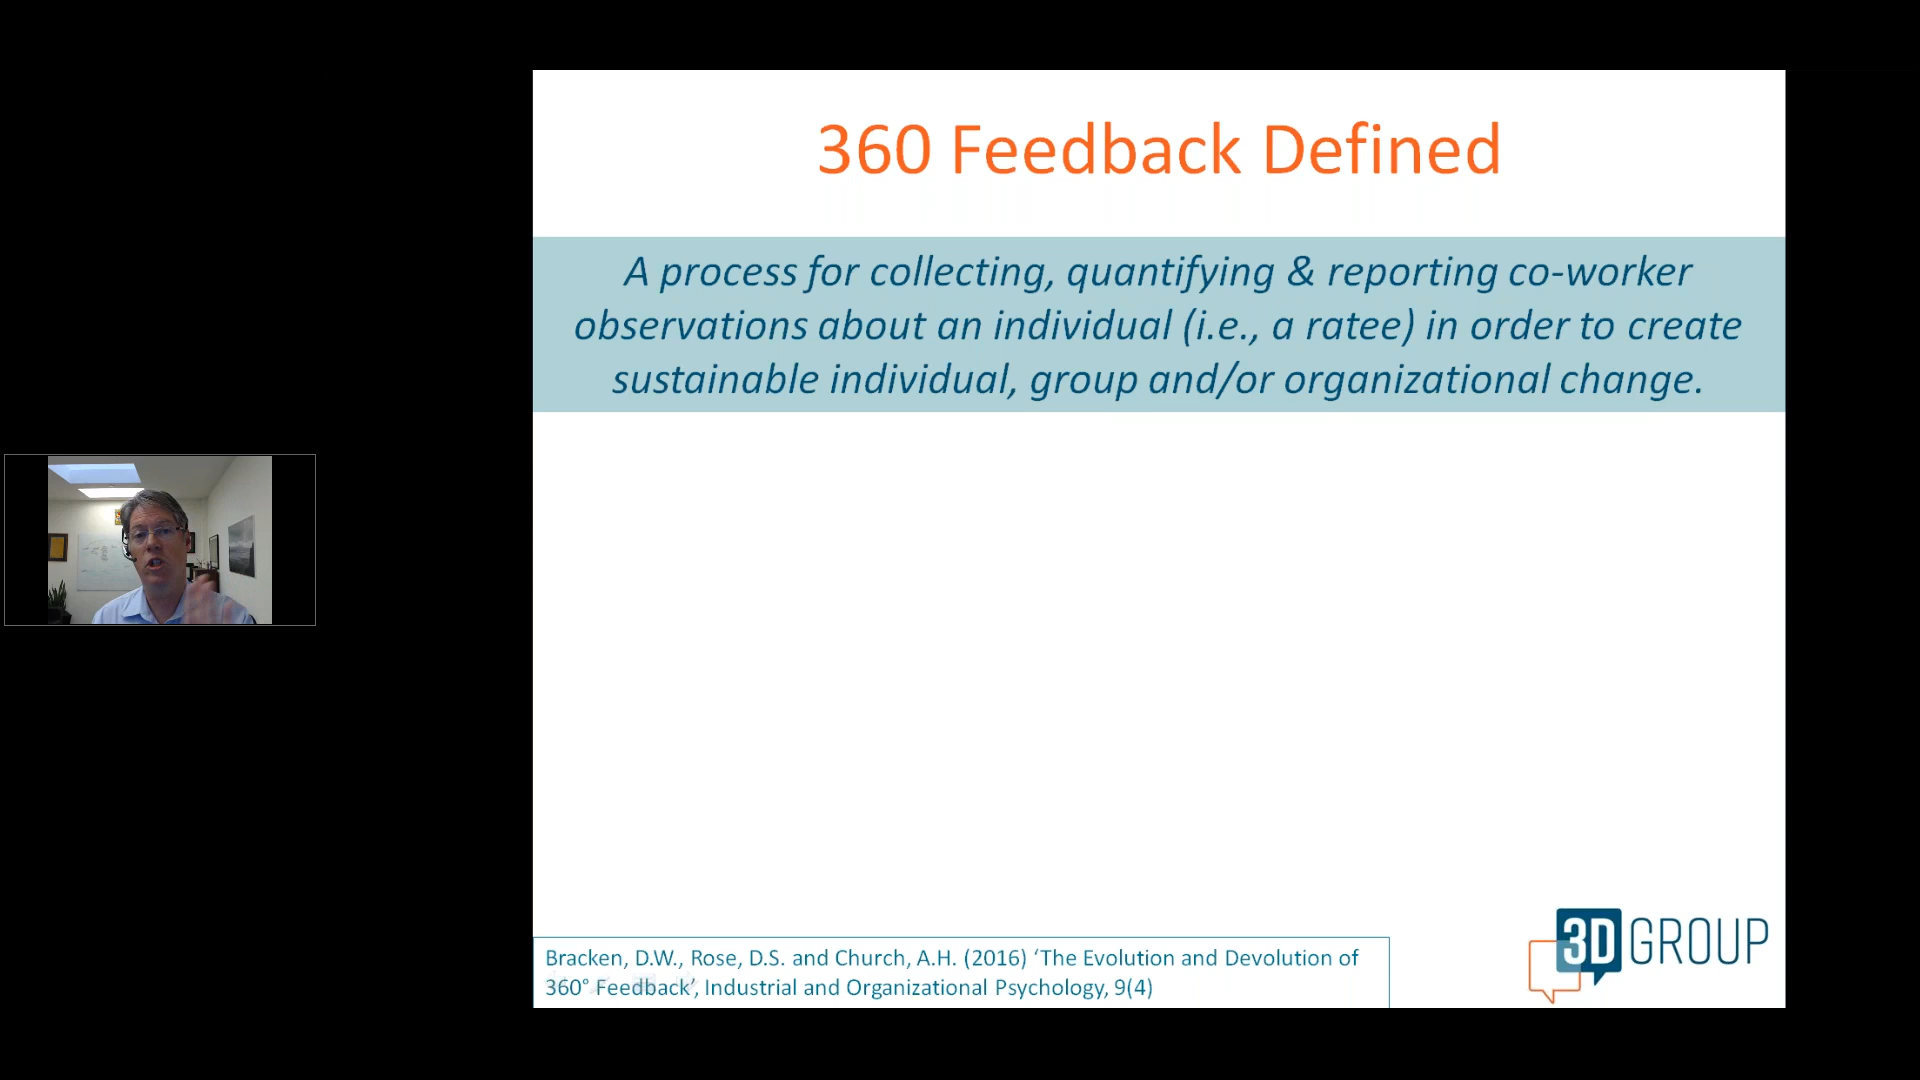 360 Feedback Defined
A process for collecting, quantifying & reporting co-worker
observations about an individual (i.e., a ratee) in order to create
sustainable individual, group and/or organizational change.
Bracken, D.W., Rose, D.S. and Church, A.H. (2016) ‘The Evolution and Devolution of
360° Feedback’, Industrial and Organizational Psychology, 9(4)
3D GROUP